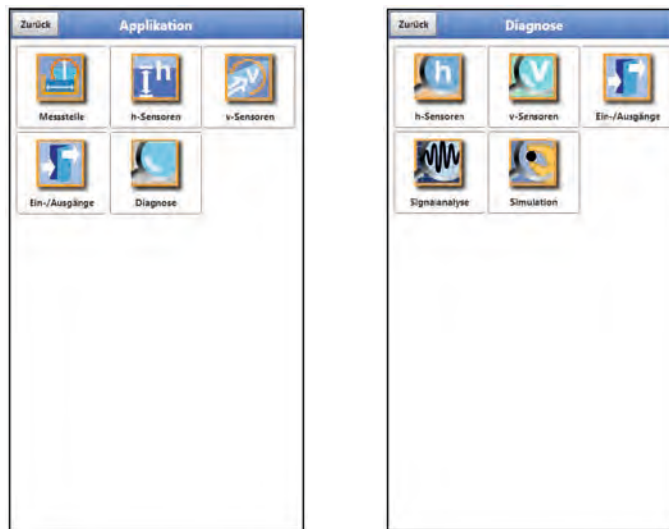 Zurück Applikation
Messstelle h-Sensoren v-Sensoren
Ein-/Ausgänge Diagnose
Zurück Diagnose
h-Sensoren v-Sensoren Ein-/Ausgänge
Signalanalyse Simulation